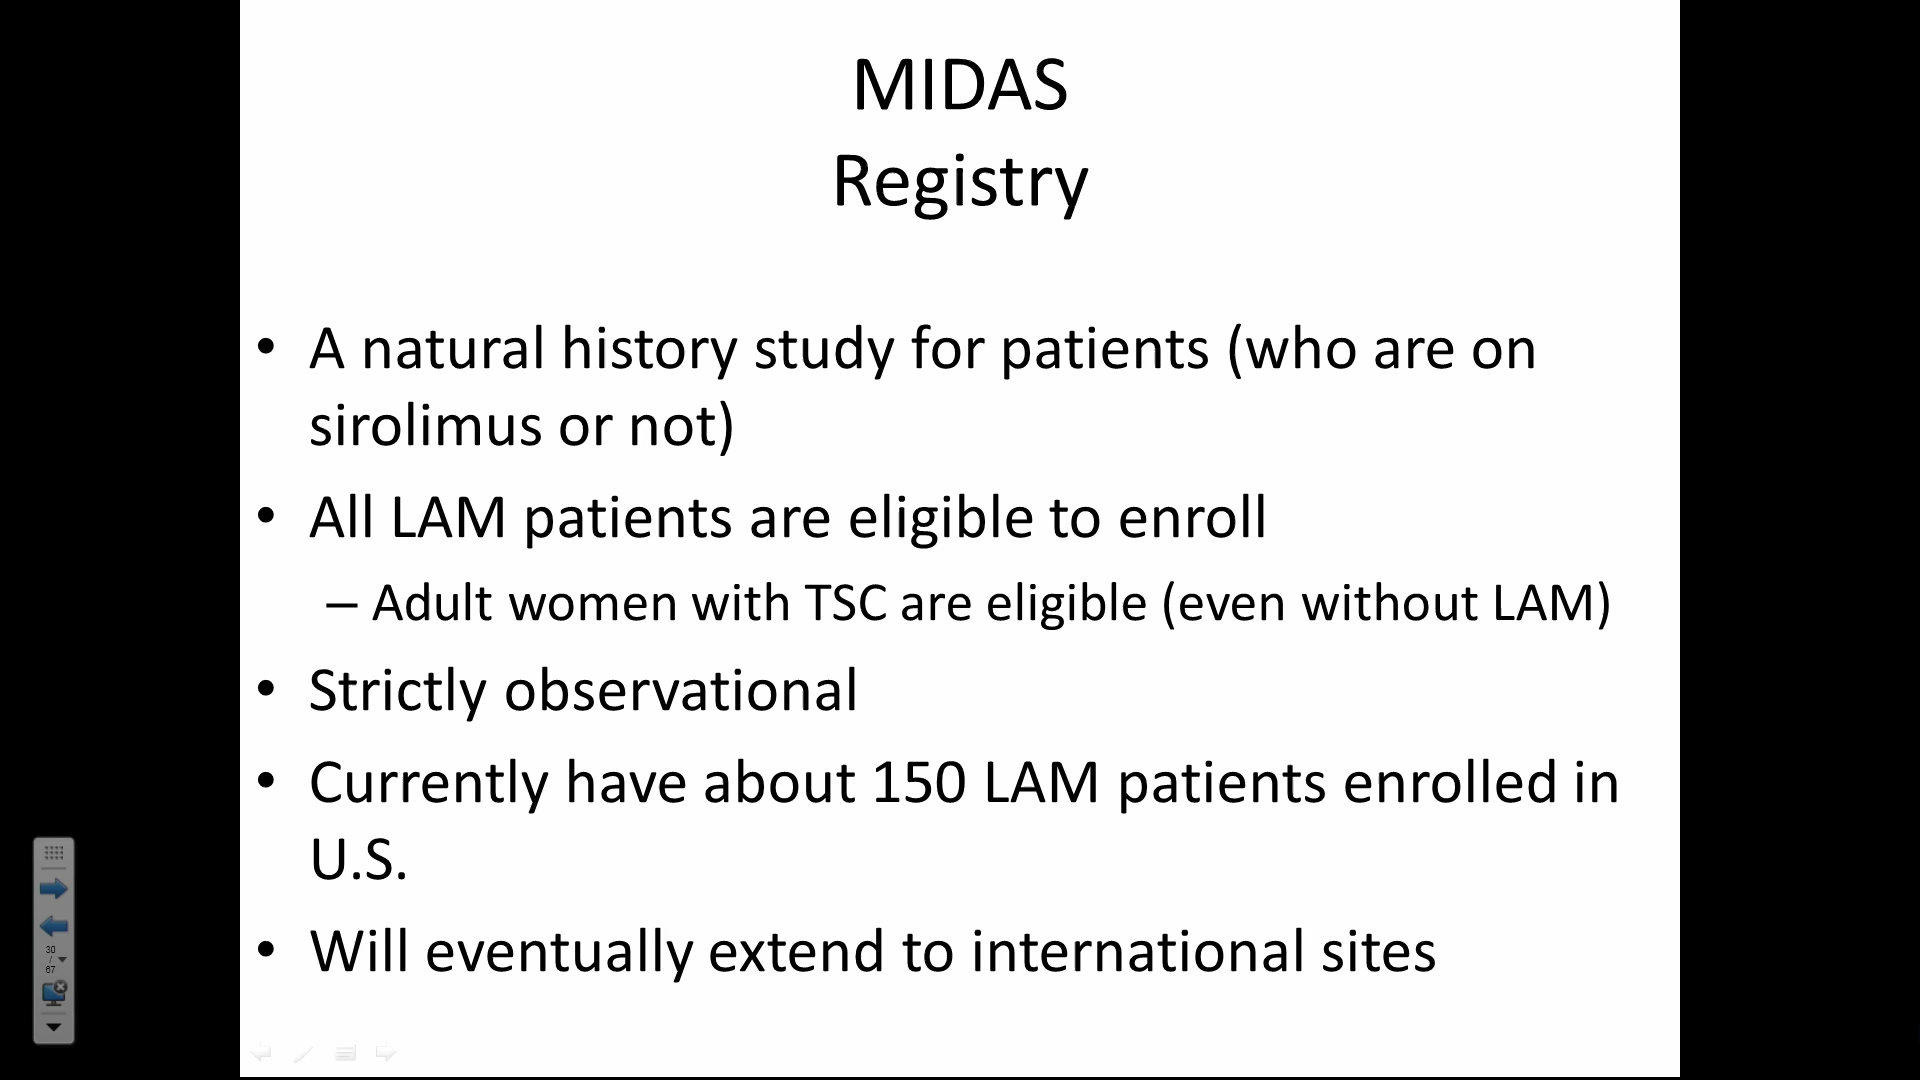 MIDAS
Registry
• A natural history study for patients (who are on
sirolimus or not)
• All LAM patients are eligible to enroll
– Adult women with TSC are eligible (even without LAM)
• Strictly observational
• Currently have about 150 LAM patients enrolled in
U.S.
• Will eventually extend to international sites
30
/
67